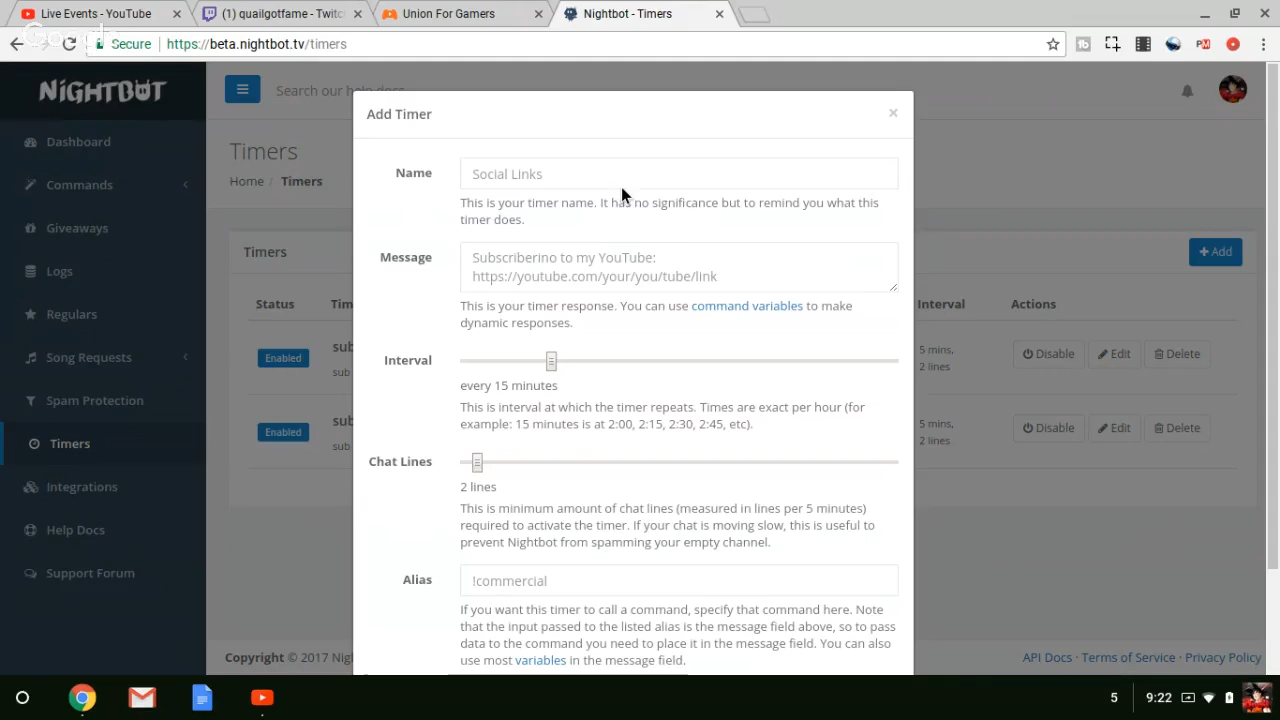 Live Events - YouTube
(1) quailgotfame - Twitc
Union For Gamers
Nightbot - Timers
Secure
https://beta.nightbot.tv/timers
NIGHTBOT
Search our help docs
Add Timer
Dashboard
Commands
Giveaways
Logs
Regulars
Song Requests
Spam Protection
Timers
Integrations
Help Docs
Support Forum
Timers
Home / Timers
Timers
+ Add
Status
Interval
Actions
Enabled
sub
sub
5 mins,
2 lines
Disable
Edit
Delete
Enabled
sub
sub
5 mins,
2 lines
Disable
Edit
Delete
Name
Social Links
This is your timer name. It has no significance but to remind you what this
timer does.
Message
Subscriberino to my YouTube:
https://youtube.com/your/you/tube/link
This is your timer response. You can use command variables to make
dynamic responses.
Interval
every 15 minutes
This is interval at which the timer repeats. Times are exact per hour (for
example: 15 minutes is at 2:00, 2:15, 2:30, 2:45, etc).
Chat Lines
2 lines
This is minimum amount of chat lines (measured in lines per 5 minutes)
required to activate the timer. If your chat is moving slow, this is useful to
prevent Nightbot from spamming your empty channel.
Alias
!commercial
If you want this timer to call a command, specify that command here. Note
that the input passed to the listed alias is the message field above, so to pass
data to the command you need to place it in the message field. You can also
use most variables in the message field.
Copyright © 2017 Nig
API Docs · Terms of Service · Privacy Policy
5
9:22